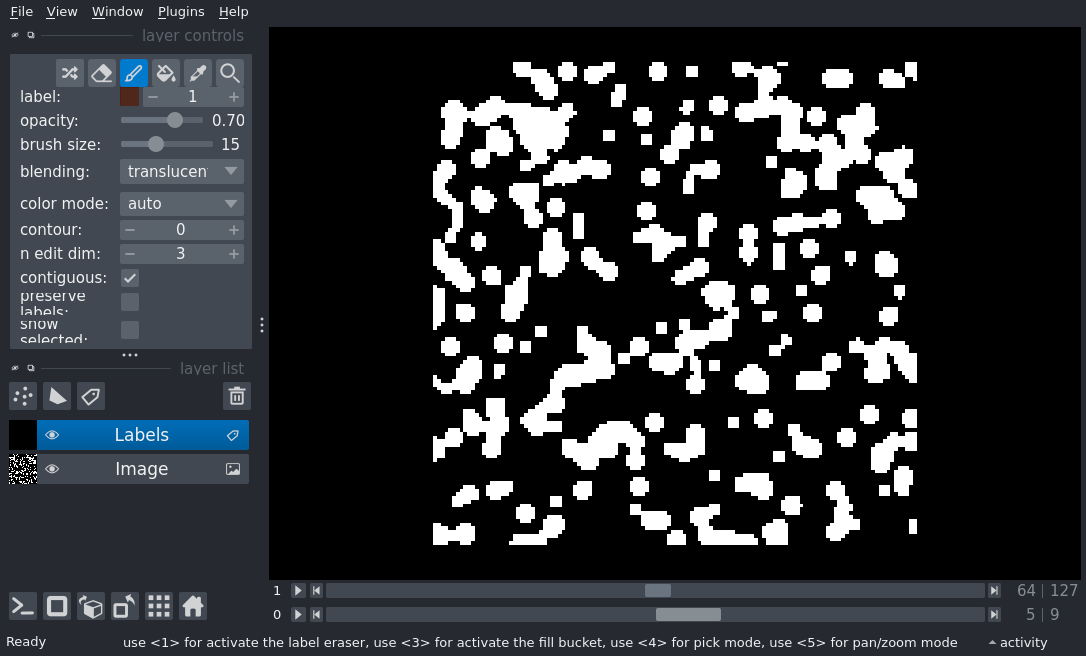 File View Window Plugins Help
layer controls
label: 1
opacity: 0.70
brush size: 15
blending: translucen
color mode: auto
contour: 0
n edit dim: 3
contiguous:
preserve
labels:
show
selected:
layer list
Labels
Image
1 64 | 127
0 5 | 9
Ready use <1> for activate the label eraser, use <3> for activate the fill bucket, use <4> for pick mode, use <5> for pan/zoom mode activity